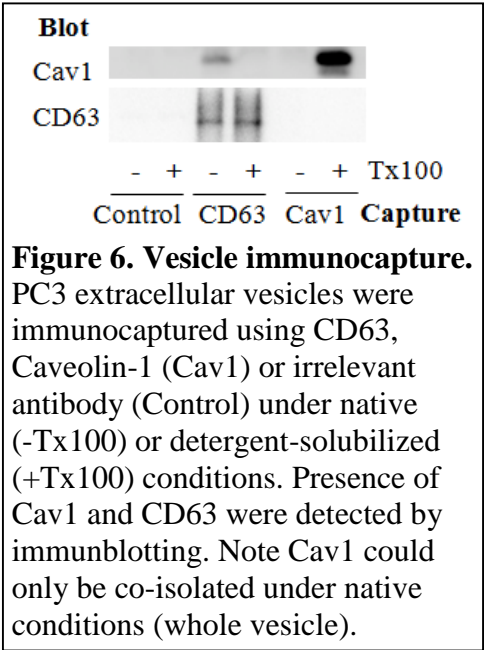 Blot
Cav1
CD63
- + - + - + Tx100
Control CD63 Cav1 Capture
Figure 6. Vesicle immunocapture.
PC3 extracellular vesicles were
immunocaptured using CD63,
Caveolin-1 (Cav1) or irrelevant
antibody (Control) under native
(-Tx100) or detergent-solubilized
(+Tx100) conditions. Presence of
Cav1 and CD63 were detected by
immunblotting. Note Cav1 could
only be co-isolated under native
conditions (whole vesicle).